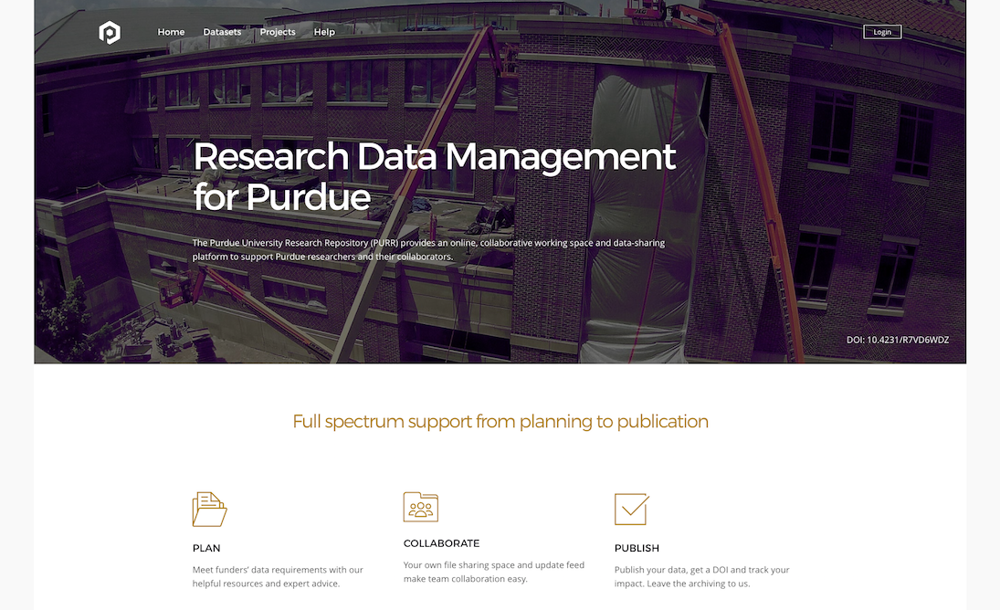 Home Datasets Projects Help Login
Research Data Management
for Purdue
The Purdue University Research Repository (PURR) provides an online, collaborative working space and data-sharing
platform to support Purdue researchers and their collaborators.
DOI: 10.4231/R7VD6WDZ
Full spectrum support from planning to publication
PLAN
Meet funders’ data requirements with our
helpful resources and expert advice.
COLLABORATE
Your own file sharing space and update feed
make team collaboration easy.
PUBLISH
Publish your data, get a DOI and track your
impact. Leave the archiving to us.